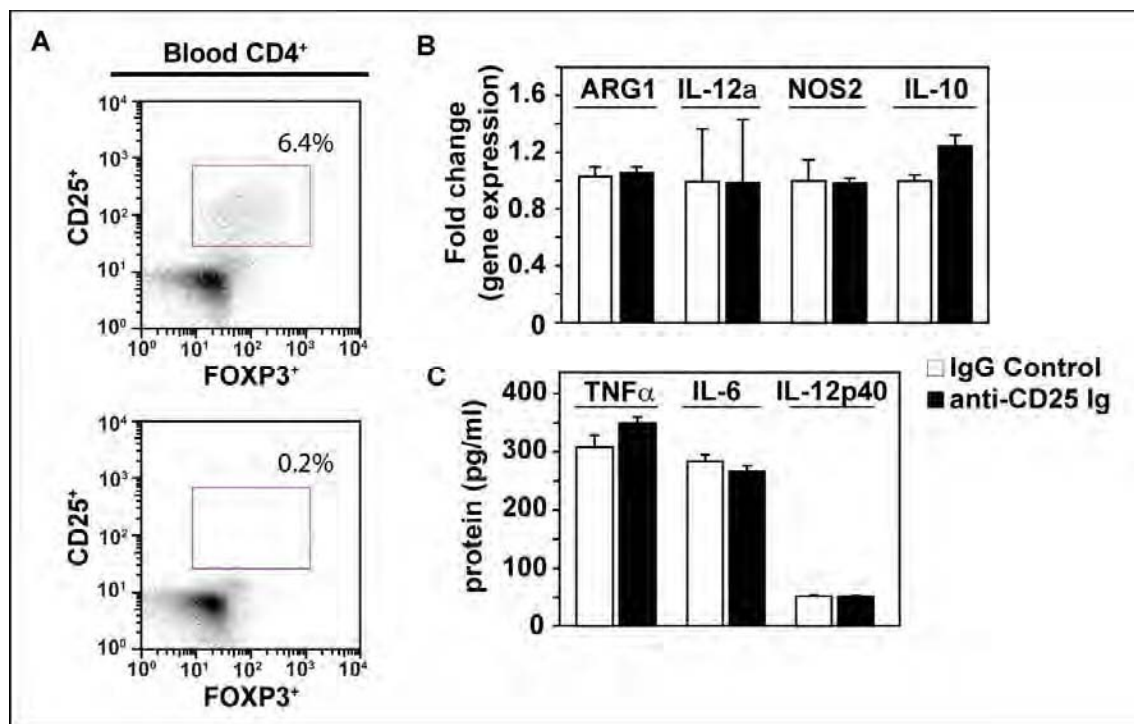 A
Blood CD4⁺
10⁴
10³
10²
10¹
10⁰
CD25⁺
6.4%
10⁰ 10¹ 10² 10³ 10⁴
FOXP3⁺
10⁴
10³
10²
10¹
10⁰
CD25⁺
0.2%
10⁰ 10¹ 10² 10³ 10⁴
FOXP3⁺
B
Fold change
(gene expression)
1.6
1.2
0.8
0.4
0
ARG1 IL-12a NOS2 IL-10
C
protein (pg/ml)
400
300
200
100
0
TNFα IL-6 IL-12p40
IgG Control
anti-CD25 Ig